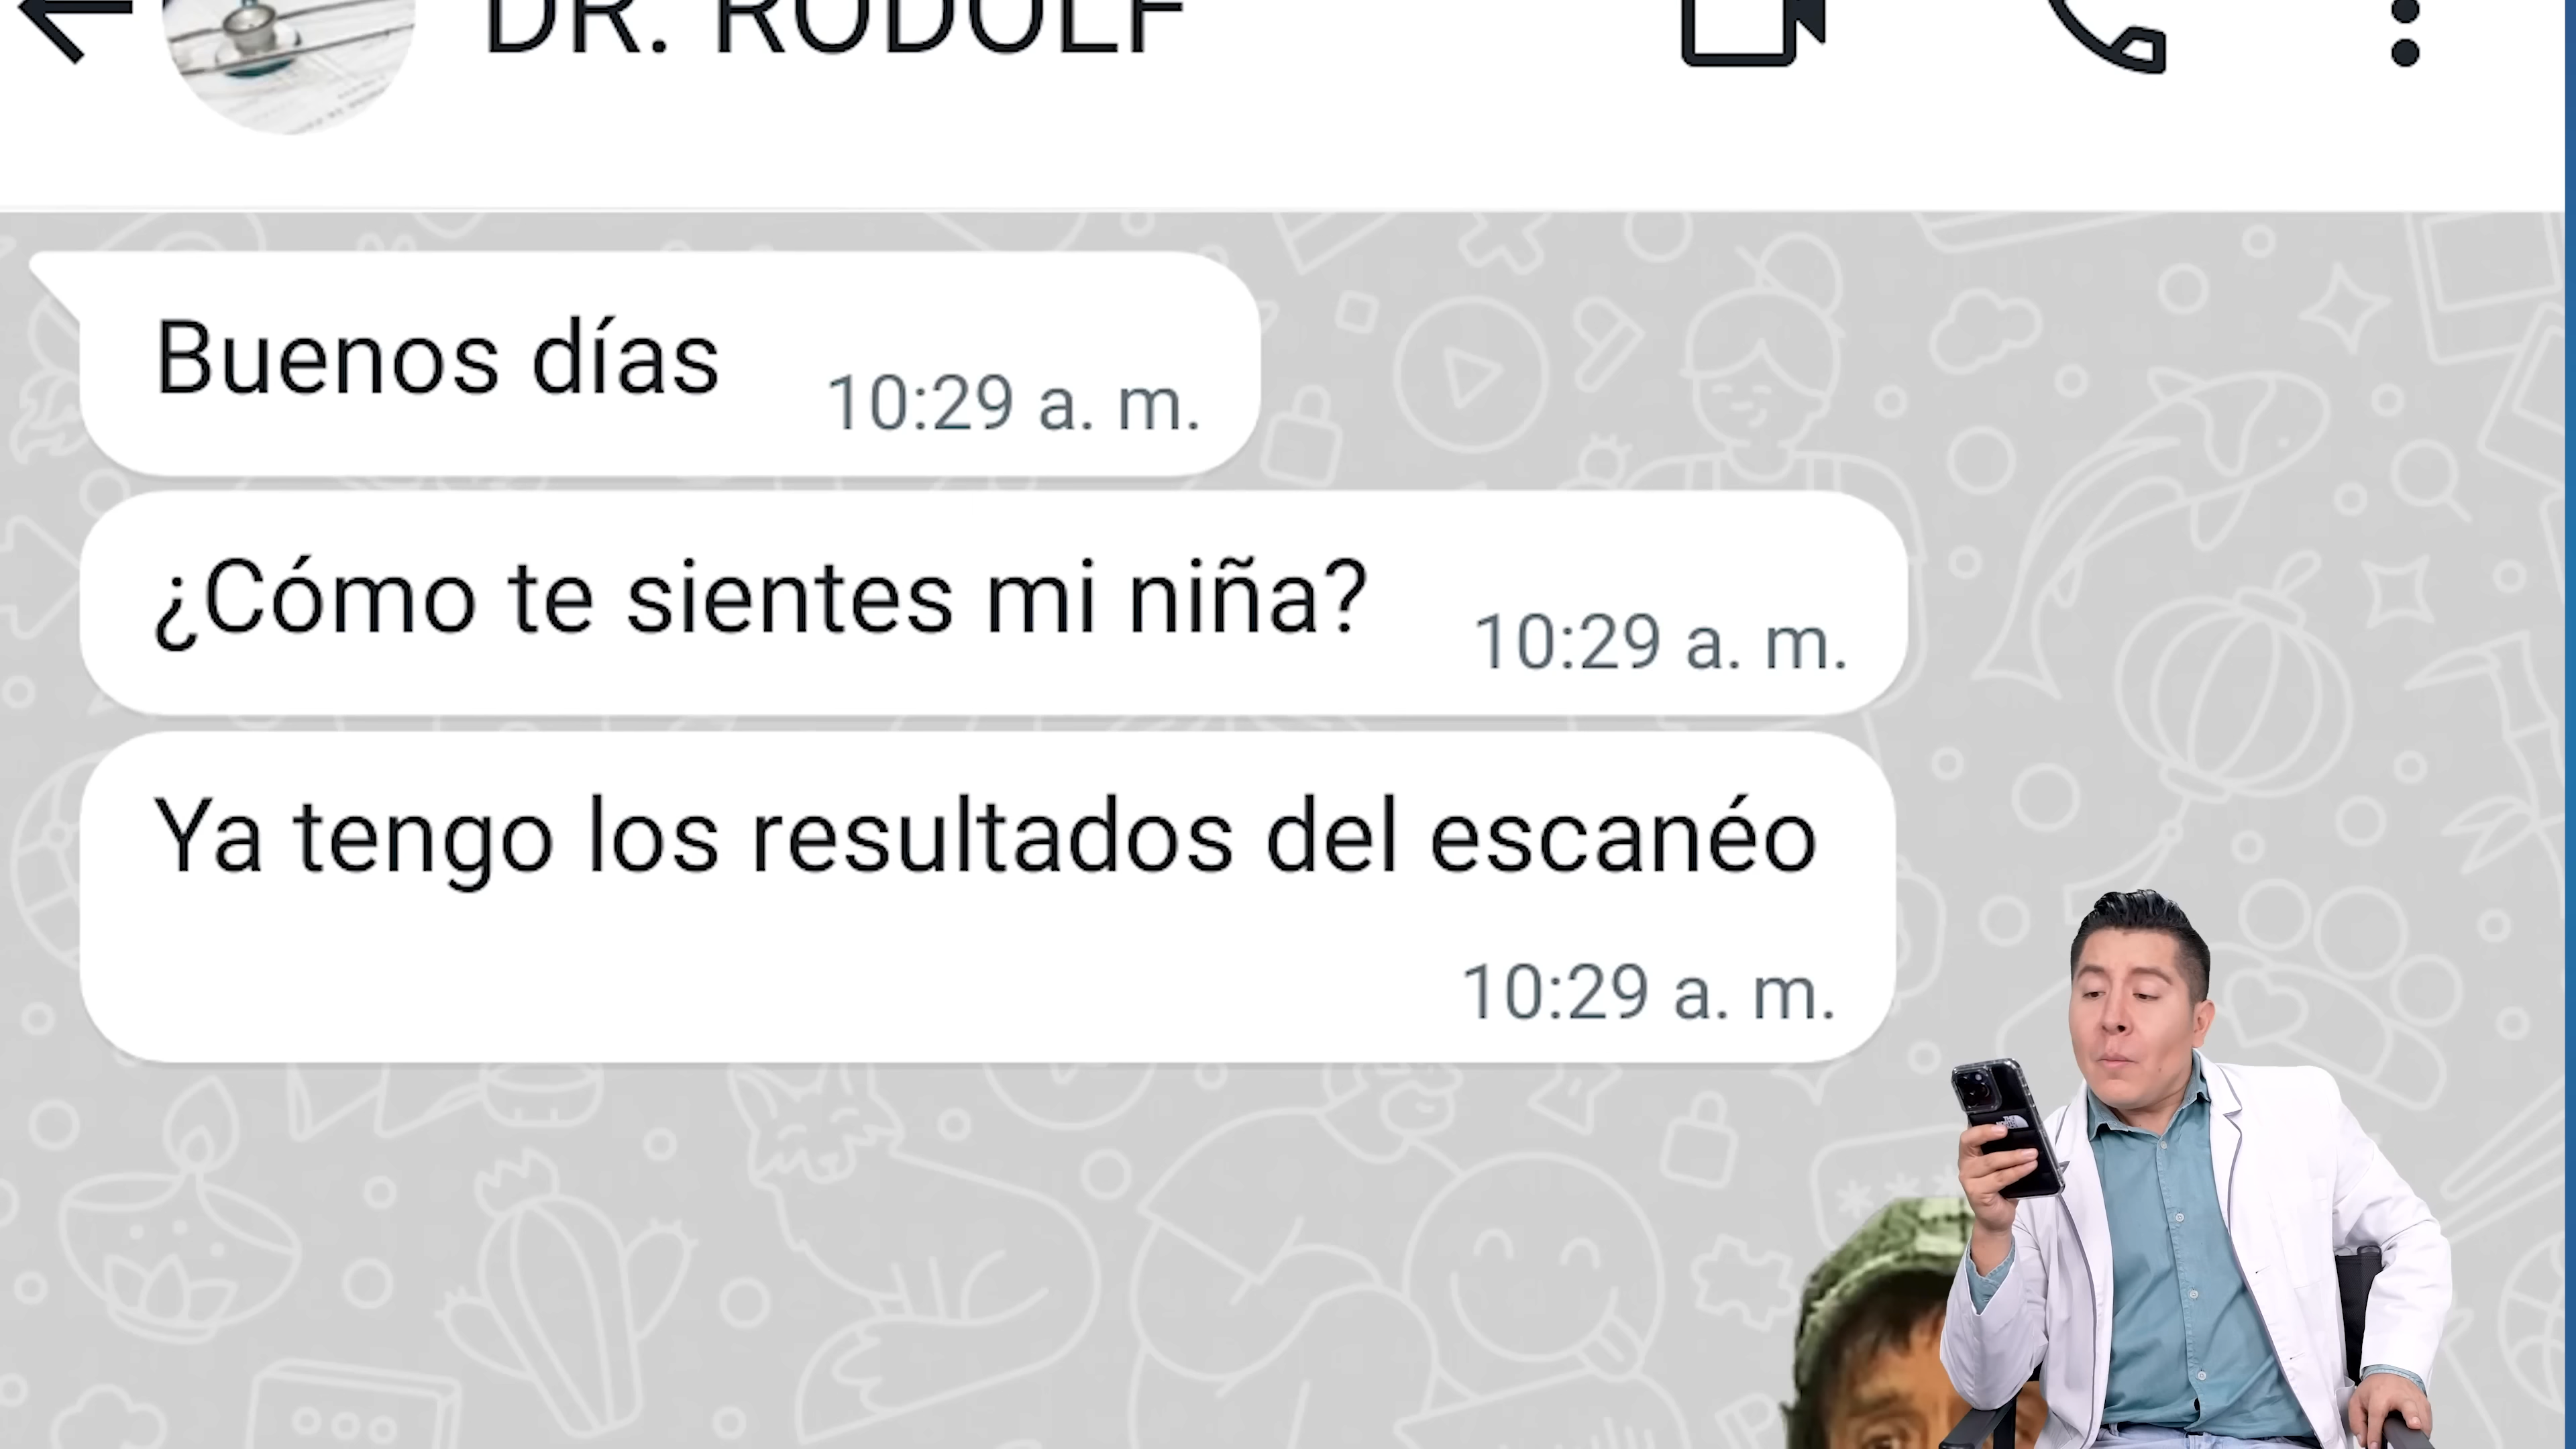 DR. RODOLF
Buenos días
10:29 a. m.
¿Cómo te sientes mi niña?
10:29 a. m.
Ya tengo los resultados del escanéo
10:29 a. m.